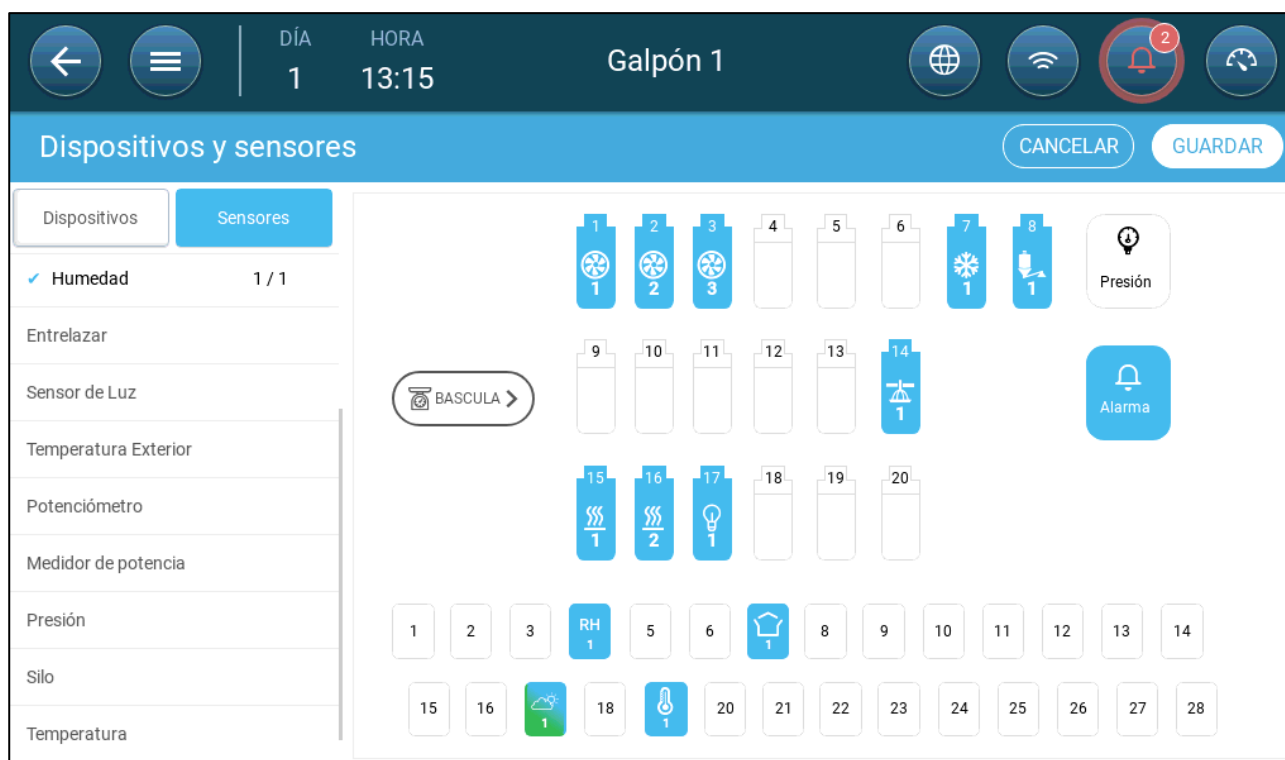 DÍA HORA 2
1 13:15 Galpón 1
Dispositivos y sensores CANCELAR GUARDAR
Dispositivos Sensores
Humedad 1 / 1
Entrelazar
Sensor de Luz
Temperatura Exterior
Potenciómetro
Medidor de potencia
Presión
Silo
Temperatura
1 2 3 4 5 6 7 8
1 2 3 1 1 Presión
9 10 11 12 13 14
BASCULA
1 Alarma
15 16 17 18 19 20
1 2 1
1 2 3 RH 5 6 8 9 10 11 12 13 14
1 1
15 16 18 20 21 22 23 24 25 26 27 28
1 1